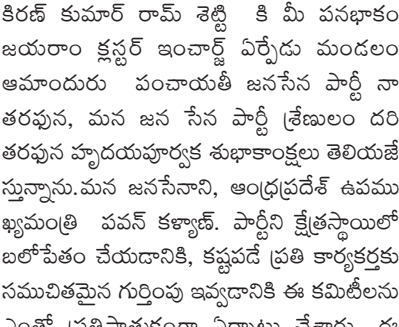 కిరణ్ కుమార్ రామ్ శెట్టి కి మీ పనభాకం
జయరాం క్లస్టర్ ఇంచార్జ్ ఏర్పేడు మండలం
ఆమాందురు పంచాయతీ జనసేన పార్టీ నా
తరఫున, మన జన సేన పార్టీ శ్రేణులం దరి
తరఫున హృదయపూర్వక శుభాకాంక్షలు తెలియజే
స్తున్నాను.మన జనసేనాని, ఆంధ్రప్రదేశ్ ఉపము
ఖ్యమంత్రి పవన్ కళ్యాణ్. పార్టీని క్షేత్రస్థాయిలో
బలోపేతం చేయడానికి, కష్టపడే ప్రతి కార్యకర్తకు
సముచితమైన గుర్తింపు ఇవ్వడానికి ఈ కమిటీలను